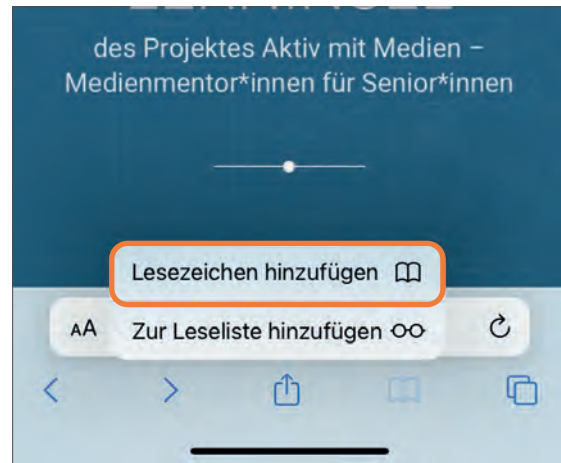 des Projektes Aktiv mit Medien –
Medienmentor*innen für Senior*innen
Lesezeichen hinzufügen
AA Zur Leseliste hinzufügen